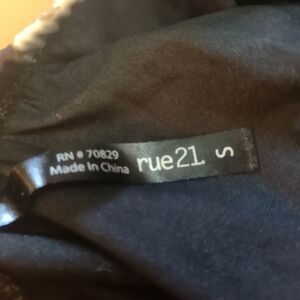 RN # 70829
Made In China
rue21.
S